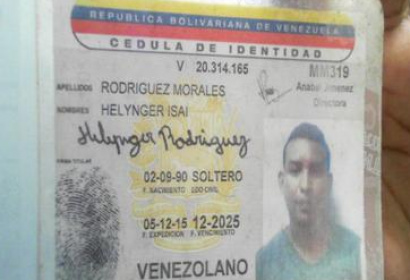 REPUBLICA BOLIVARIANA DE VENEZUELA
CEDULA DE IDENTIDAD
V 20.314.165 MM319
Anabel Jimenez
Directora
APELLIDOS RODRIGUEZ MORALES
NOMBRES HELYNGER ISAI
Helynger Rodriguez
FIRMA TITULAR
02-09-90 SOLTERO
F. NACIMIENTO EDO CIVIL
05-12-15 12-2025
F. EXPEDICION F. VENCIMIENTO
VENEZOLANO